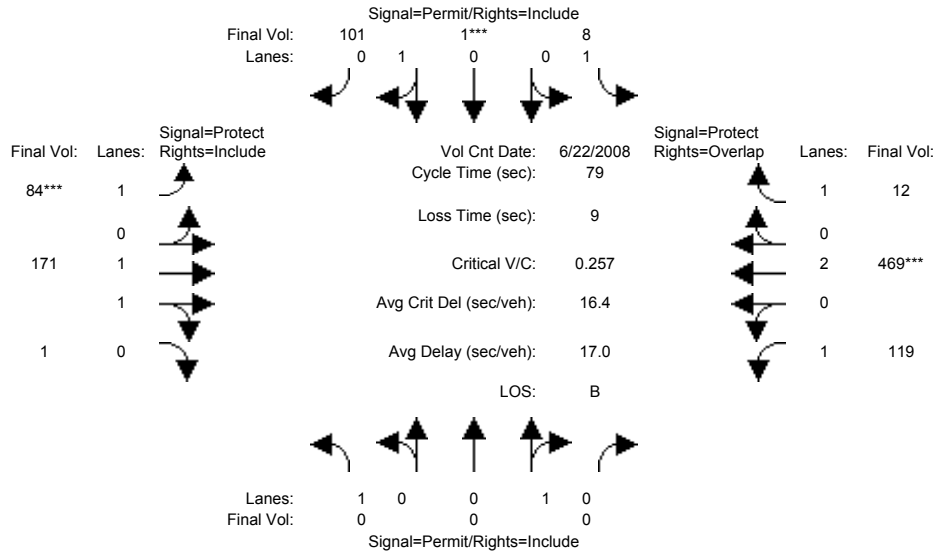 Signal=Permit/Rights=Include
Final Vol: 101 1*** 8
Lanes: 0 1 0 0 1
Signal=Protect
Final Vol: Lanes: Rights=Include
Vol Cnt Date: 6/22/2008
Signal=Protect
Rights=Overlap Lanes: Final Vol:
Cycle Time (sec): 79
84*** 1
1 12
Loss Time (sec): 9
0
0
171 1
Critical V/C: 0.257
2 469***
1
Avg Crit Del (sec/veh): 16.4
0
1 0
Avg Delay (sec/veh): 17.0
1 119
LOS: B
Lanes: 1 0 0 1 0
Final Vol: 0 0 0
Signal=Permit/Rights=Include